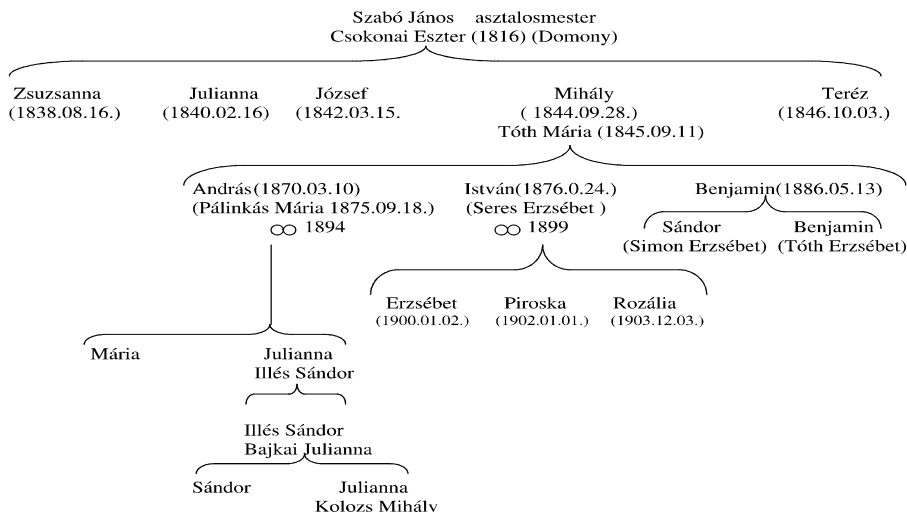 Szabó János asztalosmester
Csokonai Eszter (1816) (Domony)
Zsuzsanna Julianna József Mihály Teréz
(1838.08.16.) (1840.02.16) (1842.03.15. ( 1844.09.28.) (1846.10.03.)
Tóth Mária (1845.09.11)
András(1870.03.10) István(1876.0.24.) Benjamin(1886.05.13)
(Pálinkás Mária 1875.09.18.) (Seres Erzsébet )
∞ 1894 ∞ 1899
Sándor Benjamin
(Simon Erzsébet) (Tóth Erzsébet)
Erzsébet Piroska Rozália
(1900.01.02.) (1902.01.01.) (1903.12.03.)
Mária Julianna
Illés Sándor
Illés Sándor
Bajkai Julianna
Sándor Julianna
Kolozs Mihály